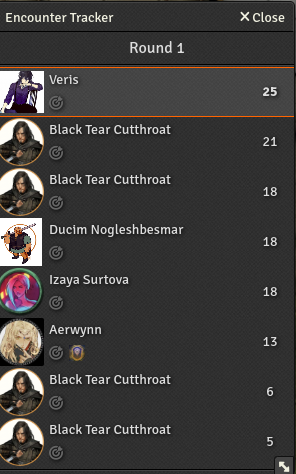 Encounter Tracker
✕ Close
Round 1
Veris
25
Black Tear Cutthroat
21
Black Tear Cutthroat
18
Ducim Nogleshbesmar
18
Izaya Surtova
18
Aerwynn
13
Black Tear Cutthroat
6
Black Tear Cutthroat
5